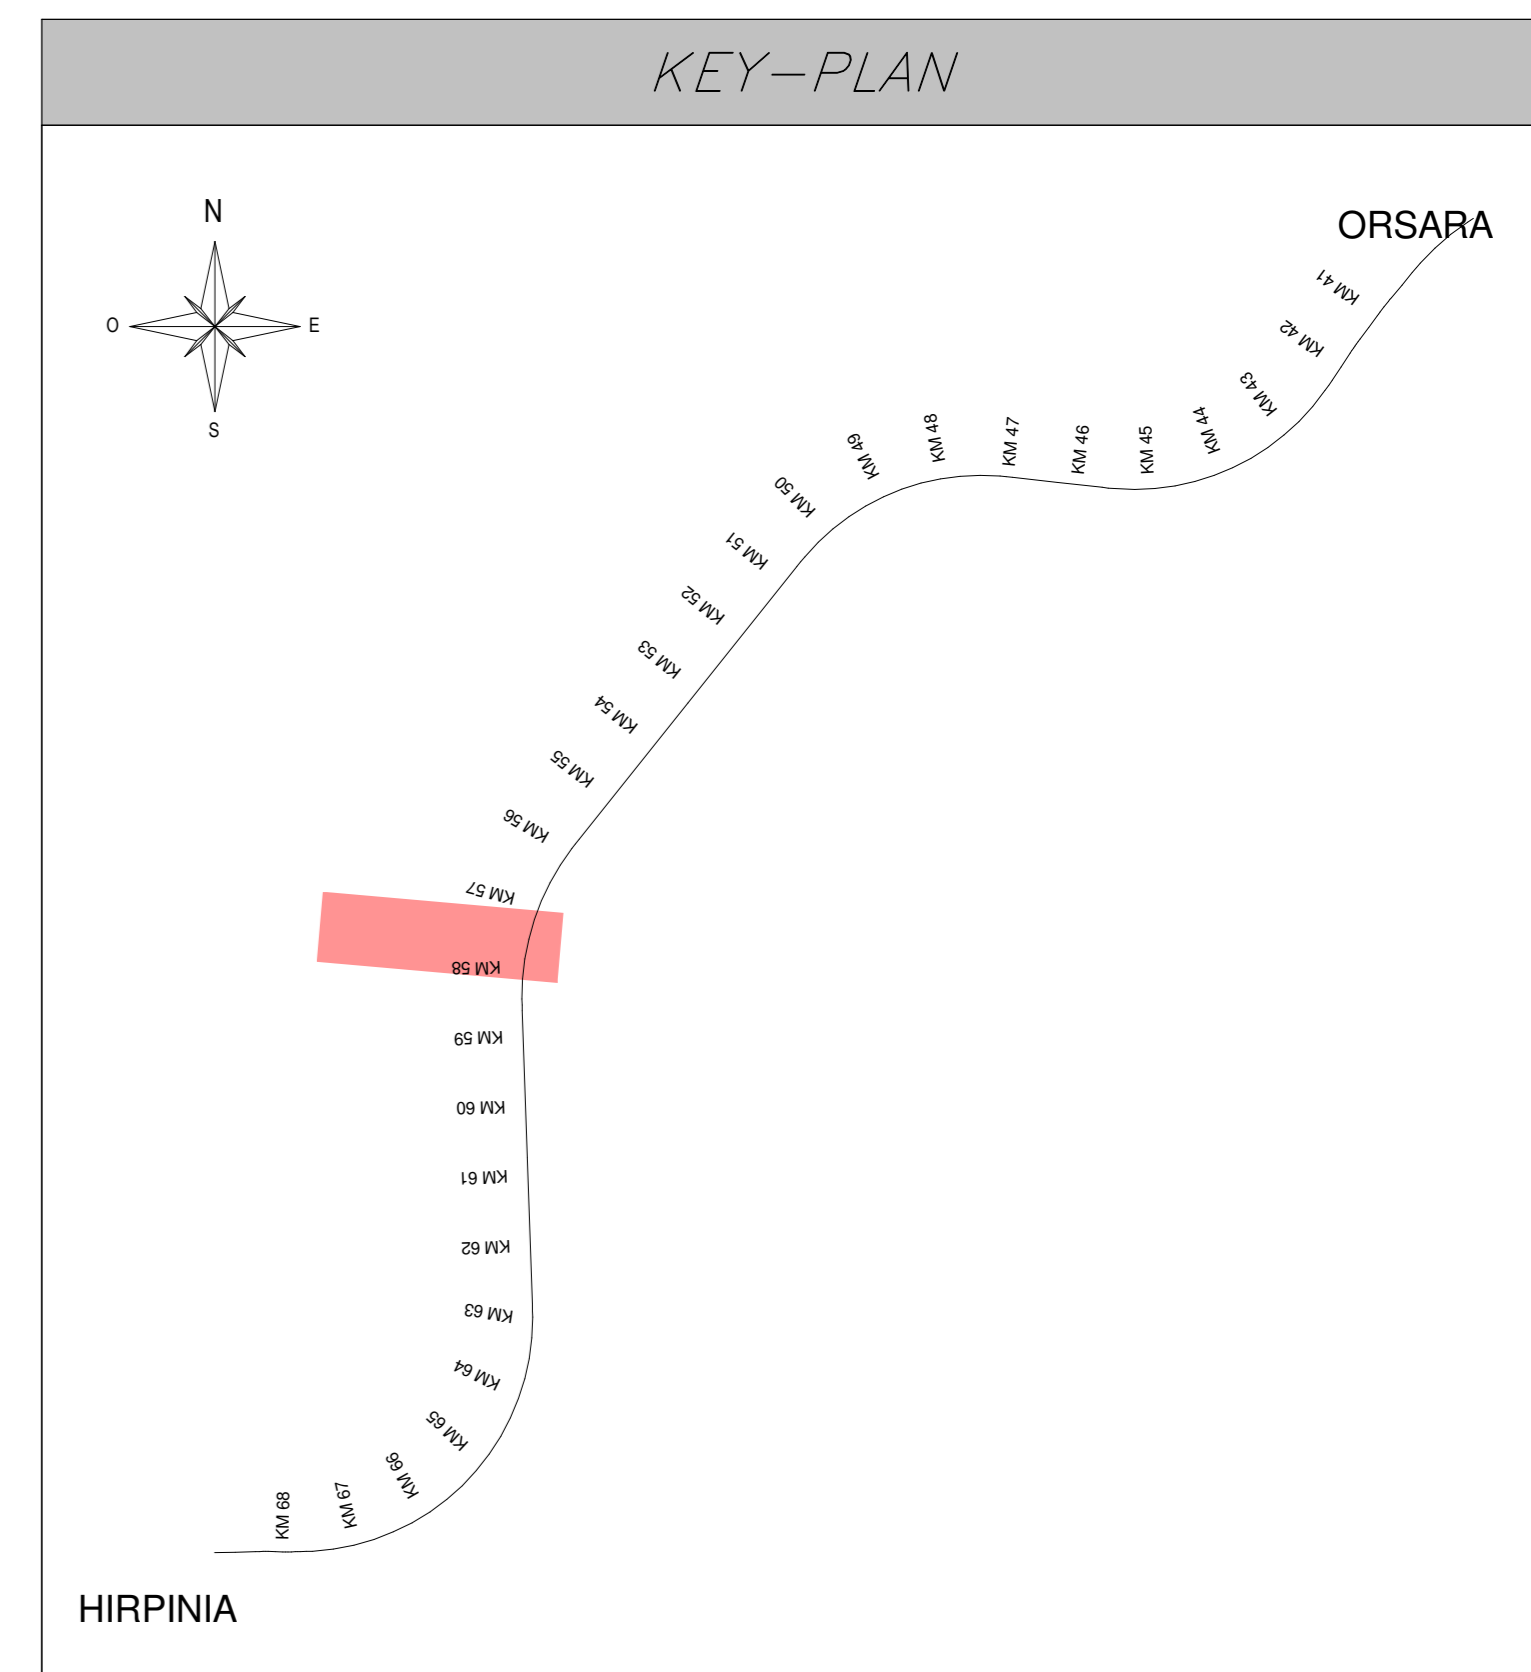 KEY-PLAN
N
O
E
S
ORSARA
KM 41
KM 42
KM 43
KM 44
KM 45
KM 46
KM 47
KM 48
KM 49
KM 50
KM 51
KM 52
KM 53
KM 54
KM 55
KM 56
KM 57
KM 58
KM 59
KM 60
KM 61
KM 62
KM 63
KM 64
KM 65
KM 66
KM 67
KM 68
HIRPINIA